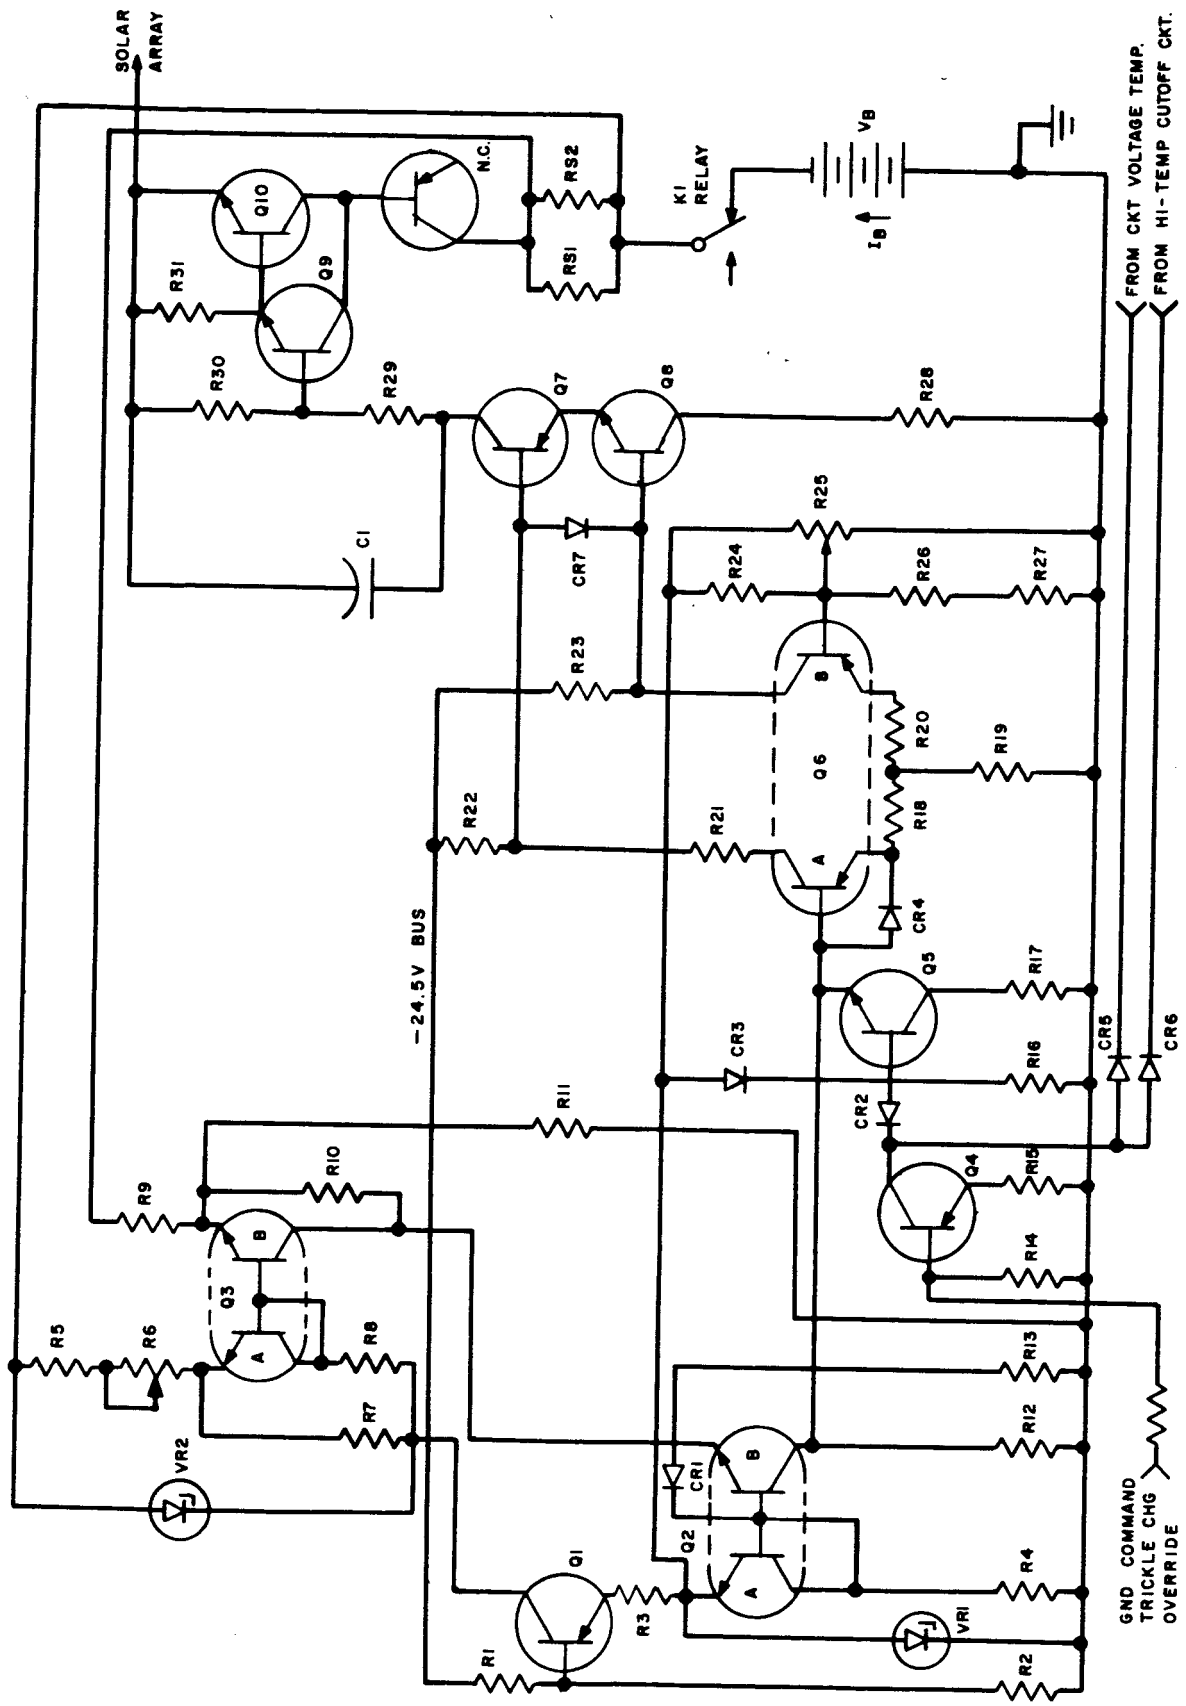 SOLAR
ARRAY
Q10
R31
Q9
N.C.
R30
R29
RS1
RS2
K1
RELAY
VB
IB
C1
Q7
Q8
CR7
R28
R23
R22
R21
R25
R24
R26
R27
-24.5V BUS
R5
R6
R9
R10
R11
Q3
A
B
R7
R8
VR2
Q6
A
B
R18
R20
R19
CR4
Q5
R17
CR3
R16
CR2
Q4
R15
R14
CR5
CR6
FROM CKT VOLTAGE TEMP.
FROM HI-TEMP CUTOFF CKT.
Q1
R1
R3
Q2
A
B
CR1
R13
R12
R4
VR1
R2
GND COMMAND
TRICKLE CHG
OVERRIDE